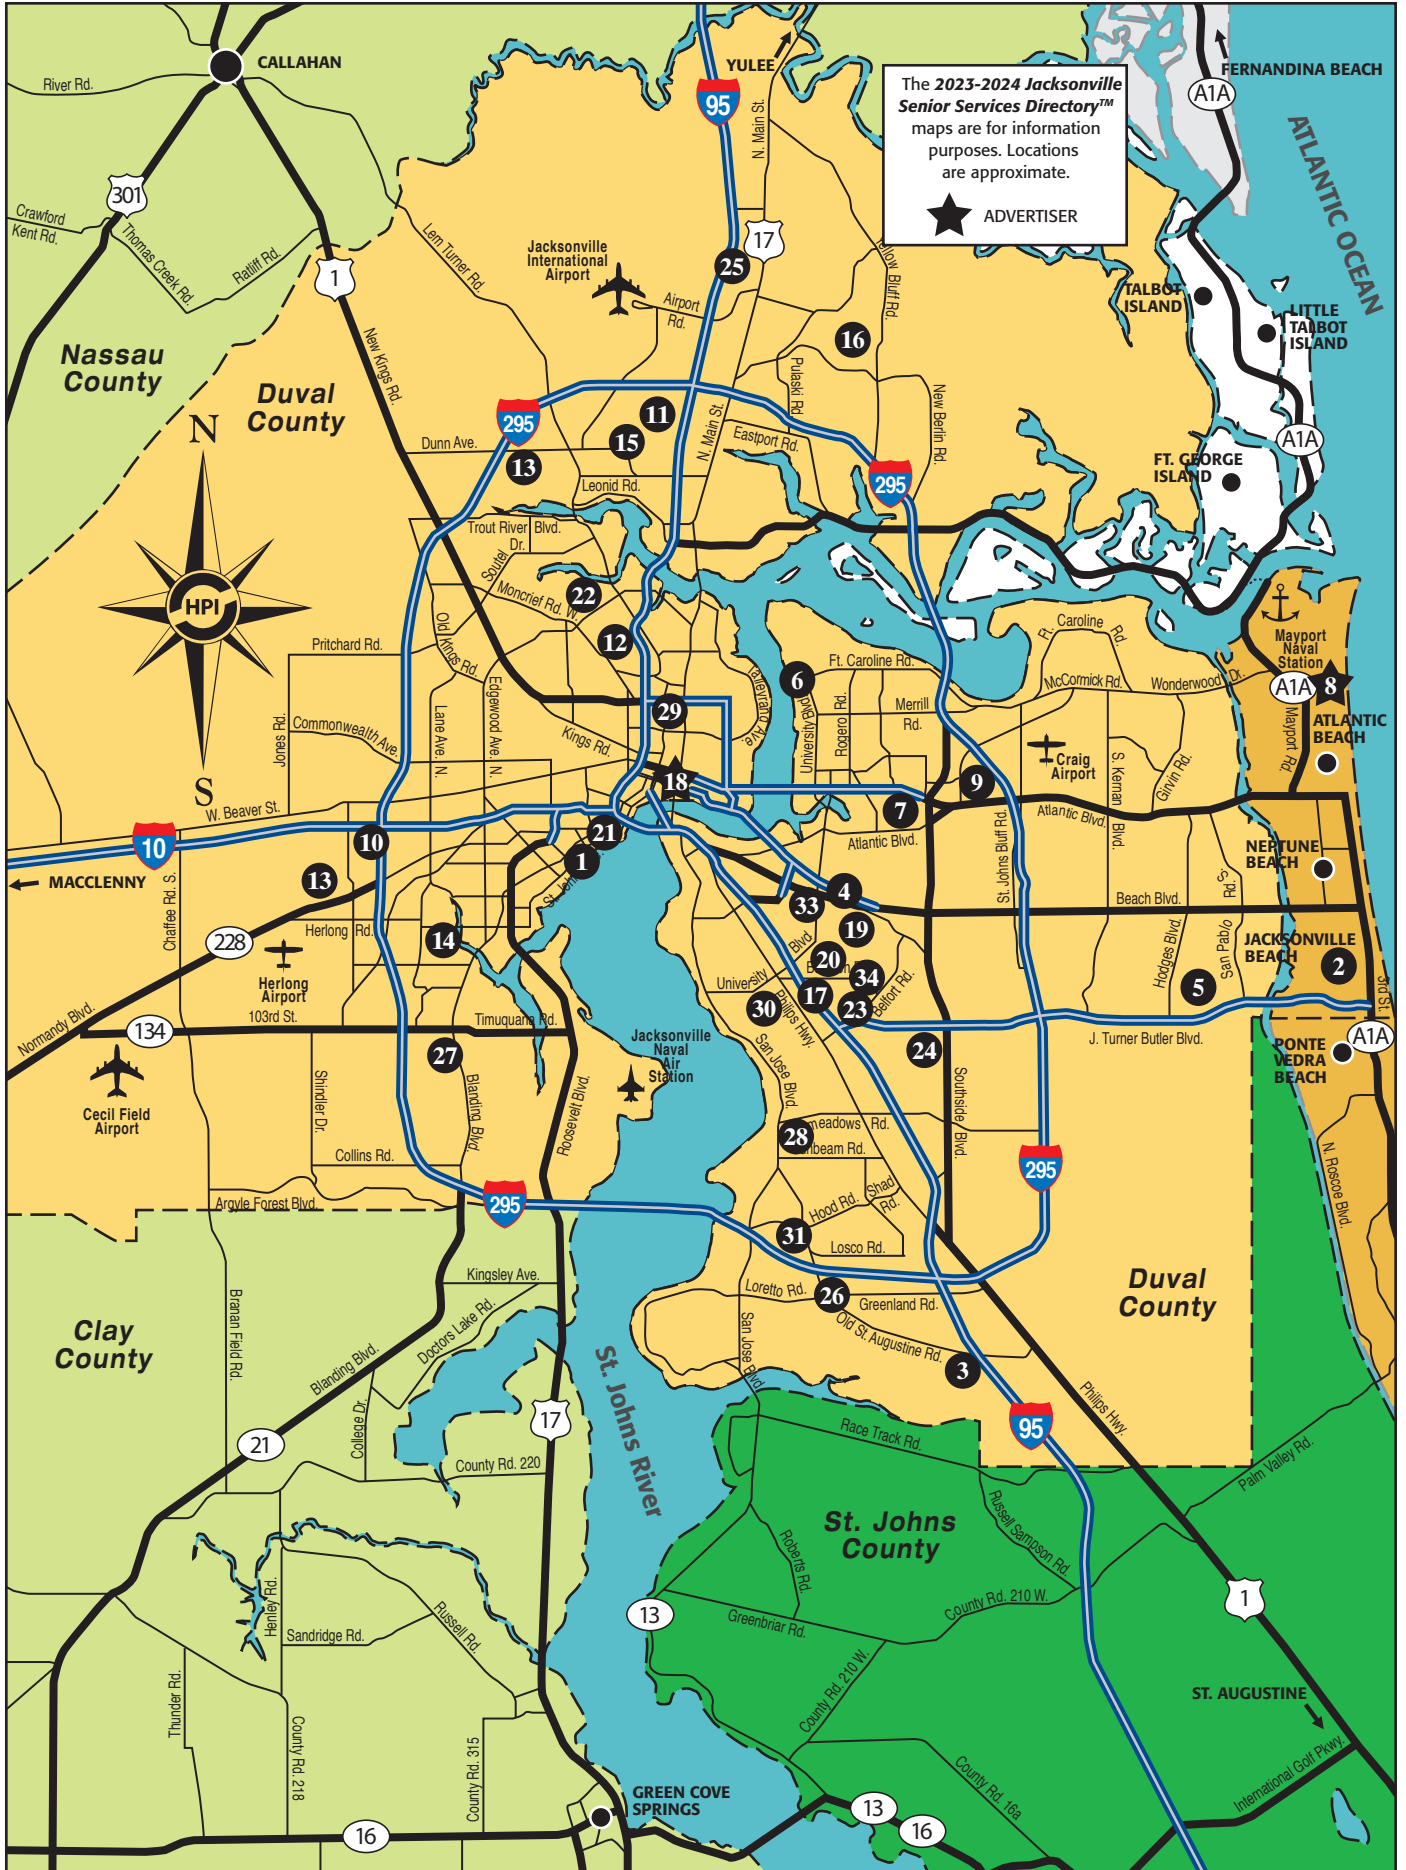 CALLAHAN
River Rd.
YULEE
95
N. Main St.
The 2023-2024 Jacksonville
Senior Services Directory™
maps are for information
purposes. Locations
are approximate.
ADVERTISER
FERNANDINA BEACH
A1A
ATLANTIC OCEAN
301
Crawford
Kent Rd.
Thomas Creek Rd.
Ratliff Rd.
1
Lem Turner Rd.
Jacksonville
International
Airport
Airport
Rd.
17
25
Bluff Rd.
16
TALBOT
ISLAND
LITTLE
TALBOT
ISLAND
Nassau
County
Duval
County
New Kings Rd.
Pulaski Rd.
New Berlin Rd.
N
HPI
S
295
Dunn Ave.
11
15
13
Leonid Rd.
N. Main St.
Eastport Rd.
295
A1A
FT. GEORGE
ISLAND
Trout River Blvd.
Soutel
Dr.
Moncrief Rd. W.
22
12
Old Kings Rd.
Pritchard Rd.
Edgewood Ave. N.
Lane Ave. N.
Jones Rd.
Commonwealth Ave.
Kings Rd.
29
Talleyrand Ave.
6
Ft. Caroline Rd.
University Blvd.
Rogero Rd.
Merrill
Rd.
Ft. Caroline Rd.
McCormick Rd.
Wonderwood Dr.
Mayport
Naval
Station
A1A
8
Mayport Rd.
ATLANTIC
BEACH
Craig
Airport
S. Kernan
Blvd.
Girvin Rd.
W. Beaver St.
10
MACCLENNY
18
7
9
Atlantic Blvd.
Atlantic Blvd.
St. Johns Bluff Rd.
10
21
1
St. John
13
Chaffee Rd. S.
NEPTUNE
BEACH
Beach Blvd.
4
33
19
Blvd.
20
34
Belfort Rd.
University
17
23
30
Philips Hwy.
24
Hodges Blvd.
S.
Rd.
San Pablo
5
JACKSONVILLE
BEACH
2
3rd St.
J. Turner Butler Blvd.
A1A
PONTE
VEDRA
BEACH
228
Herlong Rd.
14
Herlong
Airport
Normandy Blvd.
134
103rd St.
Timuquana Rd.
Cecil Field
Airport
Shindler Dr.
27
Blanding Blvd.
Roosevelt Blvd.
Jacksonville
Naval
Air
Station
San Jose Blvd.
Southside Blvd.
meadows Rd.
28
nbeam Rd.
295
N. Roscoe Blvd.
Collins Rd.
Argyle Forest Blvd.
295
Hood Rd.
Shad
Rd.
31
Losco Rd.
Loretto Rd.
26
Greenland Rd.
Old St. Augustine Rd.
3
Duval
County
Kingsley Ave.
Doctors Lake Rd.
Clay
County
Branan Field Rd.
Blanding Blvd.
College Dr.
21
17
County Rd. 220
St. Johns River
San Jose Blvd.
Philips Hwy.
95
Race Track Rd.
Palm Valley Rd.
Russell Sampson Rd.
St. Johns
County
Roberts Rd.
13
Greenbriar Rd.
County Rd. 210 W.
County Rd. 210 W.
1
ST. AUGUSTINE
International Golf Pkwy.
County Rd. 16a
Henley Rd.
Sandridge Rd.
Russell Rd.
Thunder Rd.
County Rd. 218
County Rd. 315
GREEN COVE
SPRINGS
16
13
16